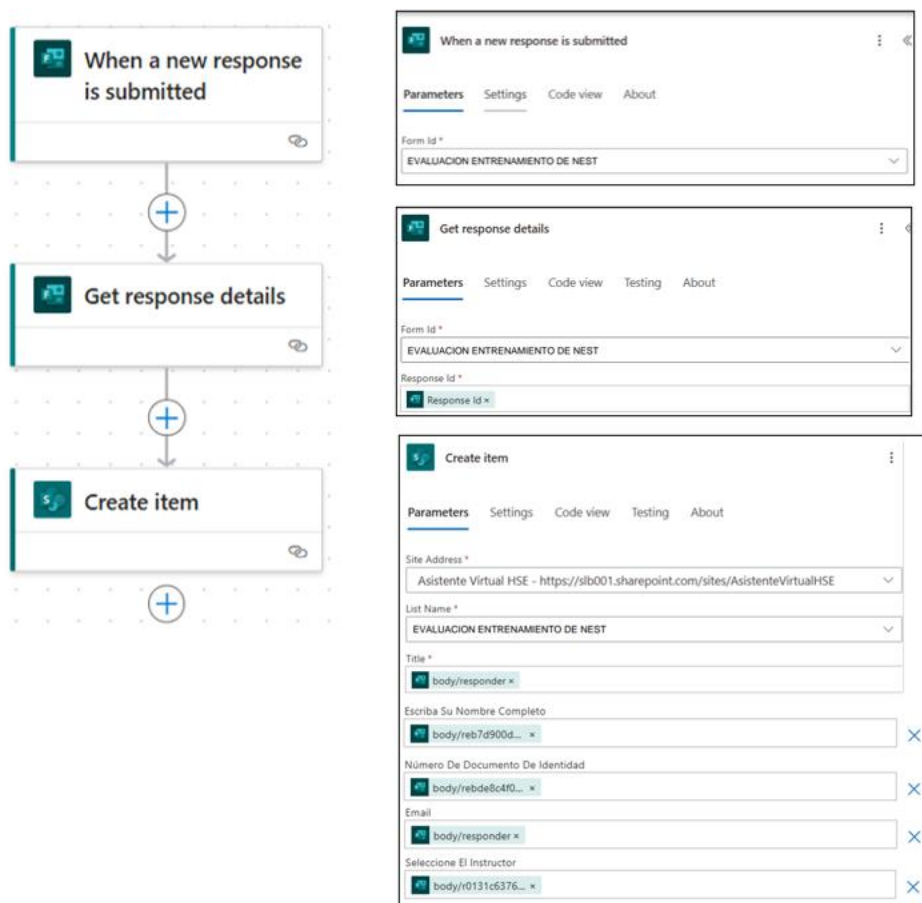 When a new response
is submitted
Get response details
Create item
When a new response is submitted
Parameters Settings Code view About
Form Id *
EVALUACION ENTRENAMIENTO DE NEST
Get response details
Parameters Settings Code view Testing About
Form Id *
EVALUACION ENTRENAMIENTO DE NEST
Response Id *
Response Id ×
Create item
Parameters Settings Code view Testing About
Site Address *
Asistente Virtual HSE - https://slb001.sharepoint.com/sites/AsistenteVirtualHSE
List Name *
EVALUACION ENTRENAMIENTO DE NEST
Title *
body/responder ×
Escriba Su Nombre Completo
body/reb7d900d... ×
Número De Documento De Identidad
body/rebde8c4f0... ×
Email
body/responder ×
Seleccione El Instructor
body/r0131c6376... ×